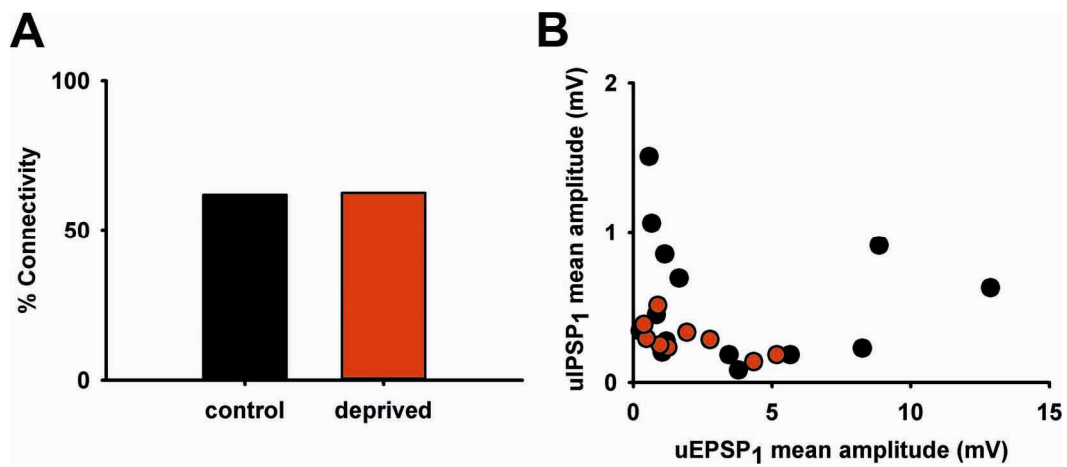 A
100
50
0
% Connectivity
control deprived
B
2
1
0
uIPSP1 mean amplitude (mV)
0 5 10 15
uEPSP1 mean amplitude (mV)